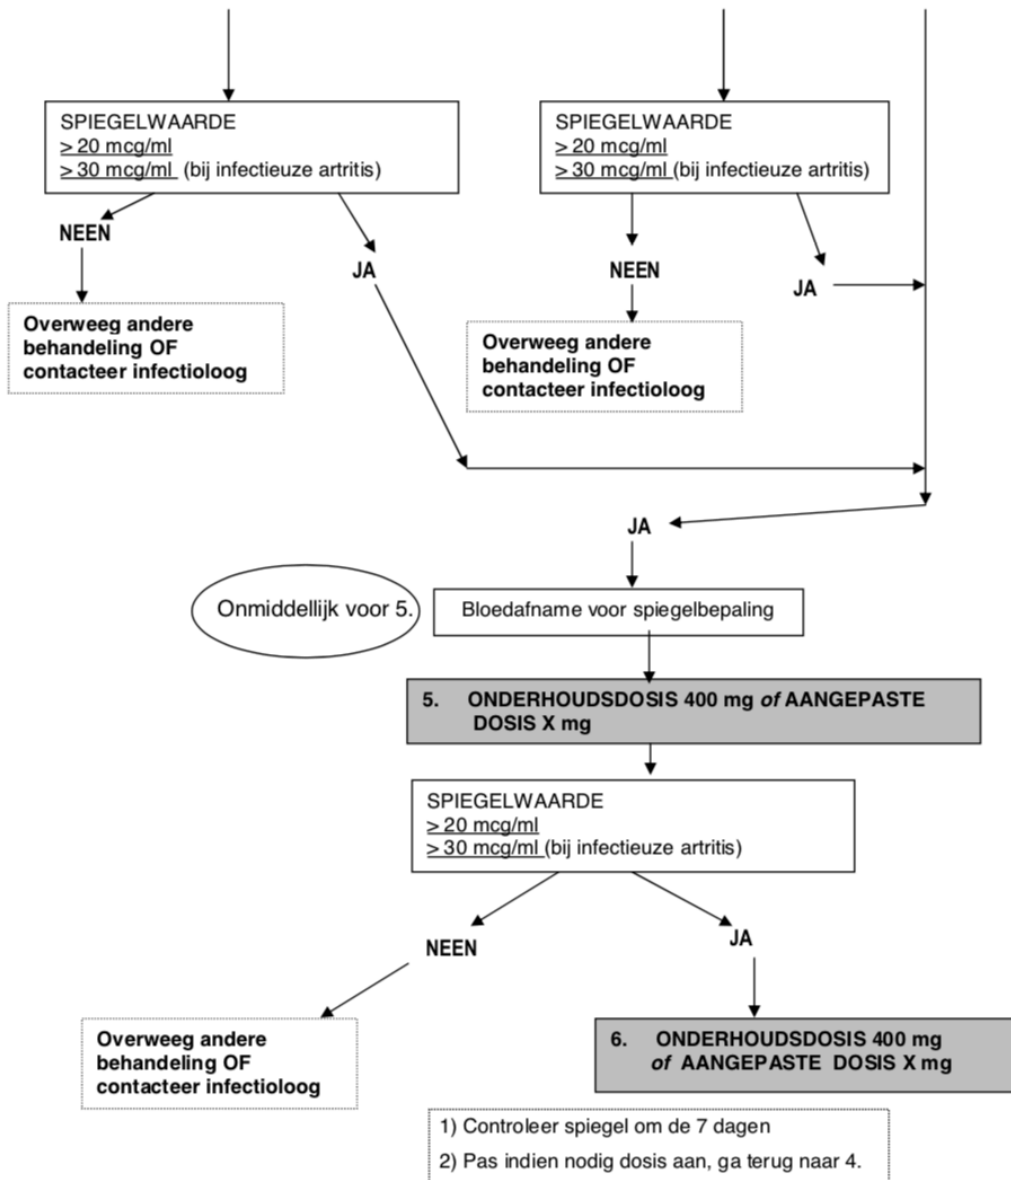 SPIEGELWAARDE
> 20 mcg/ml
> 30 mcg/ml (bij infectieuze artritis)
SPIEGELWAARDE
> 20 mcg/ml
> 30 mcg/ml (bij infectieuze artritis)
NEEN
JA
NEEN
JA
Overweeg andere
behandeling OF
contacteer infectioloog
Overweeg andere
behandeling OF
contacteer infectioloog
JA
Onmiddellijk voor 5.
Bloedafname voor spiegelbepaling
5. ONDERHOUDSDOSIS 400 mg of AANGEPASTE
DOSIS X mg
SPIEGELWAARDE
> 20 mcg/ml
> 30 mcg/ml (bij infectieuze artritis)
NEEN
JA
Overweeg andere
behandeling OF
contacteer infectioloog
6. ONDERHOUDSDOSIS 400 mg
of AANGEPASTE DOSIS X mg
1) Controleer spiegel om de 7 dagen
2) Pas indien nodig dosis aan, ga terug naar 4.